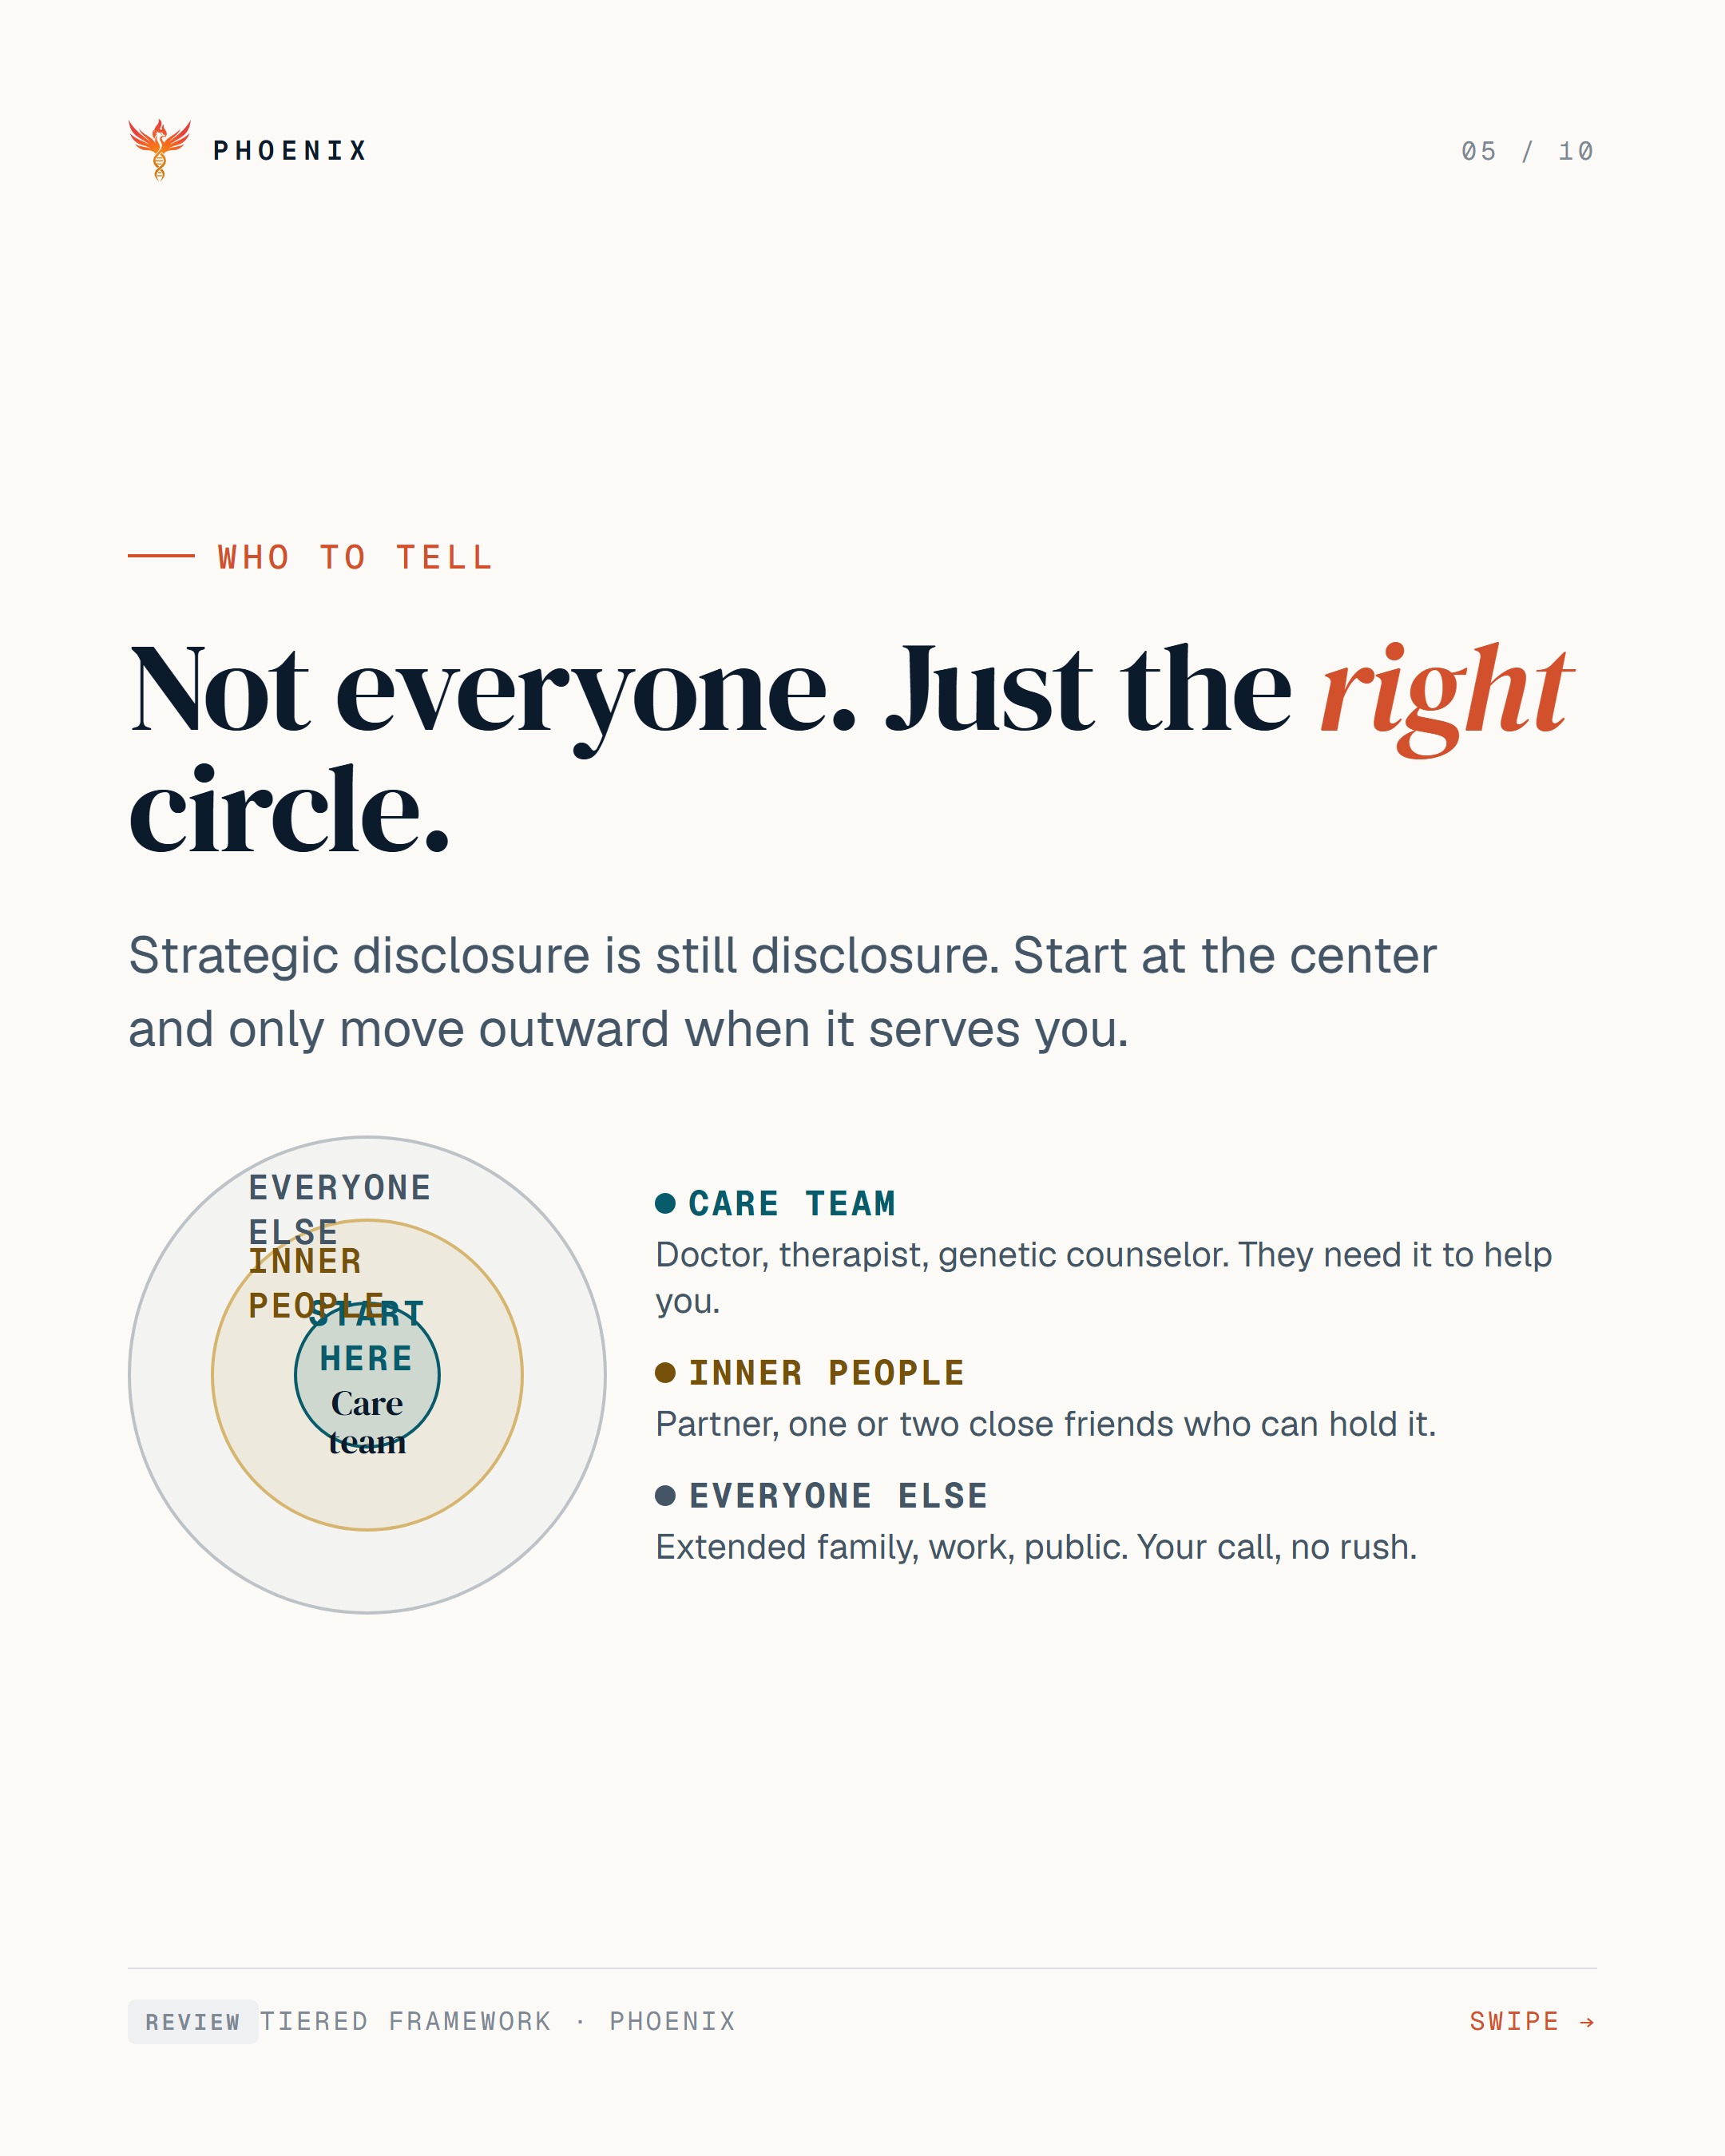 PHOENIX
05 / 10
WHO TO TELL
Not everyone. Just the right
circle.
Strategic disclosure is still disclosure. Start at the center
and only move outward when it serves you.
EVERYONE
ELSE
INNER
PEOPLE
START
HERE
Care
team
CARE TEAM
Doctor, therapist, genetic counselor. They need it to help
you.
INNER PEOPLE
Partner, one or two close friends who can hold it.
EVERYONE ELSE
Extended family, work, public. Your call, no rush.
REVIEW TIERED FRAMEWORK · PHOENIX
SWIPE →